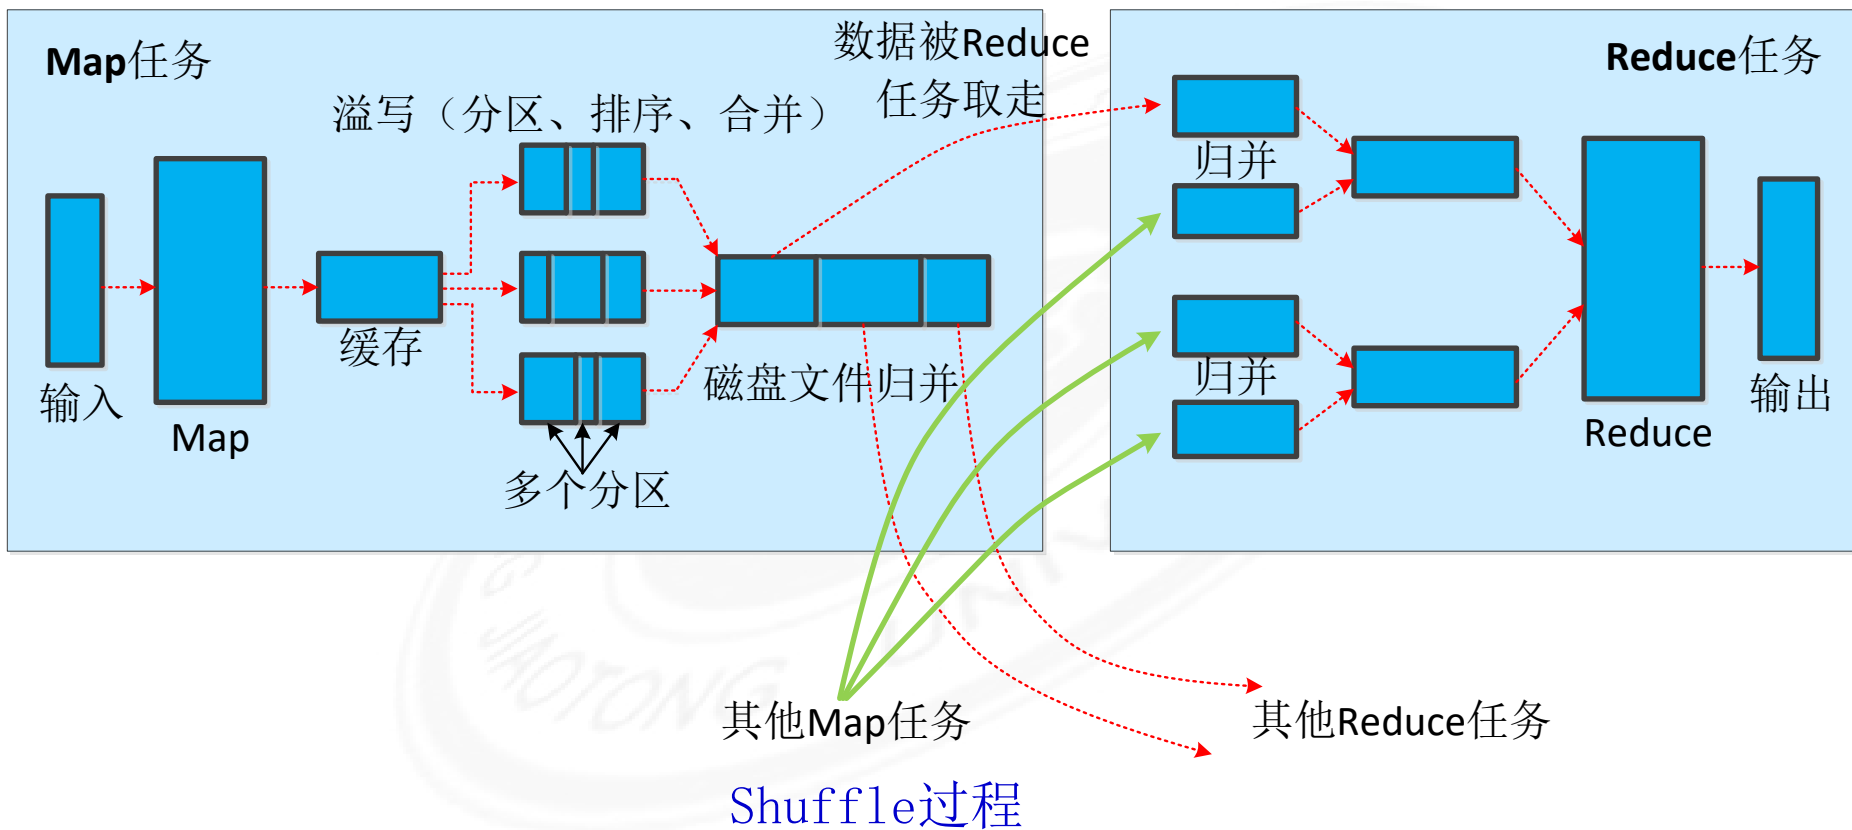 Map任务
数据被Reduce
任务取走
Reduce任务
溢写（分区、排序、合并）
归并
缓存
磁盘文件归并
归并
输入
Map
多个分区
Reduce
输出
其他Map任务
其他Reduce任务
Shuffle过程
JIAOTONG
UNIV